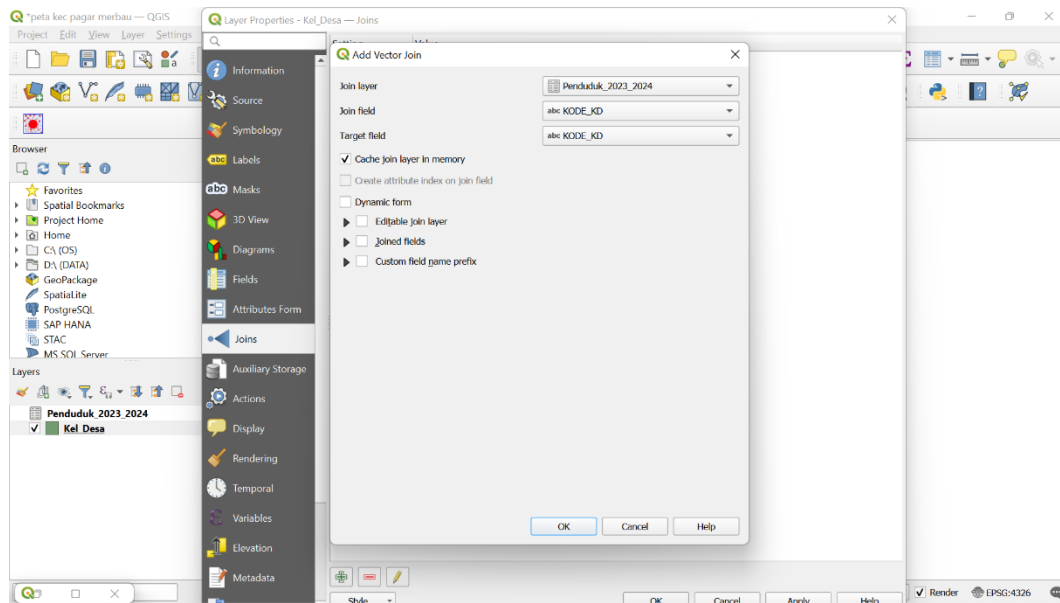 *peta kec pagar merbau — QGIS
Project Edit View Layer Settings
Browser
Favorites
Spatial Bookmarks
Project Home
Home
C:\ (OS)
D:\ (DATA)
GeoPackage
SpatiaLite
PostgreSQL
SAP HANA
STAC
MS SQL Server
Layers
Penduduk_2023_2024
Kel_Desa
Layer Properties - Kel_Desa — Joins
Information
Source
Symbology
abc Labels
abc Masks
3D View
Diagrams
Fields
Attributes Form
Joins
Auxiliary Storage
Actions
Display
Rendering
Temporal
Variables
Elevation
Metadata
Setting Value
Add Vector Join
Join layer Penduduk_2023_2024
Join field abc KODE_KD
Target field abc KODE_KD
Cache join layer in memory
Create attribute index on join field
Dynamic form
Editable join layer
Joined fields
Custom field name prefix
OK Cancel Help
Style OK Cancel Apply Help
Render EPSG:4326